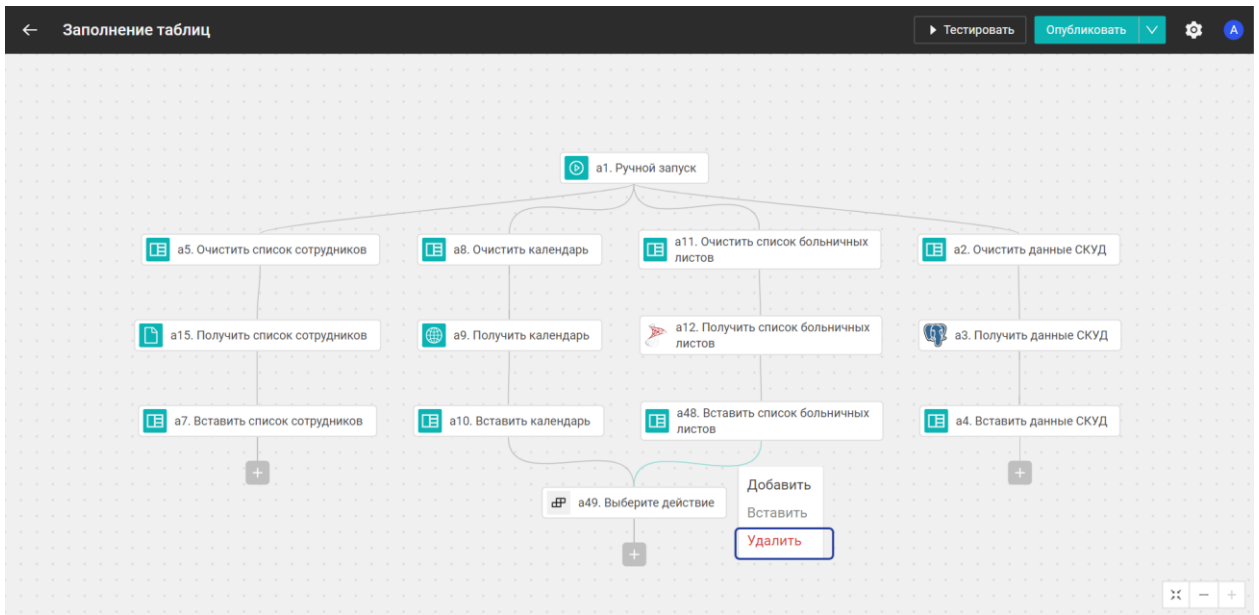 Заполнение таблиц
Тестировать
Опубликовать
A
a1. Ручной запуск
a5. Очистить список сотрудников
a8. Очистить календарь
a11. Очистить список больничных
листов
a2. Очистить данные СКУД
a15. Получить список сотрудников
a9. Получить календарь
a12. Получить список больничных
листов
a3. Получить данные СКУД
a7. Вставить список сотрудников
a10. Вставить календарь
a48. Вставить список больничных
листов
a4. Вставить данные СКУД
a49. Выберите действие
Добавить
Вставить
Удалить